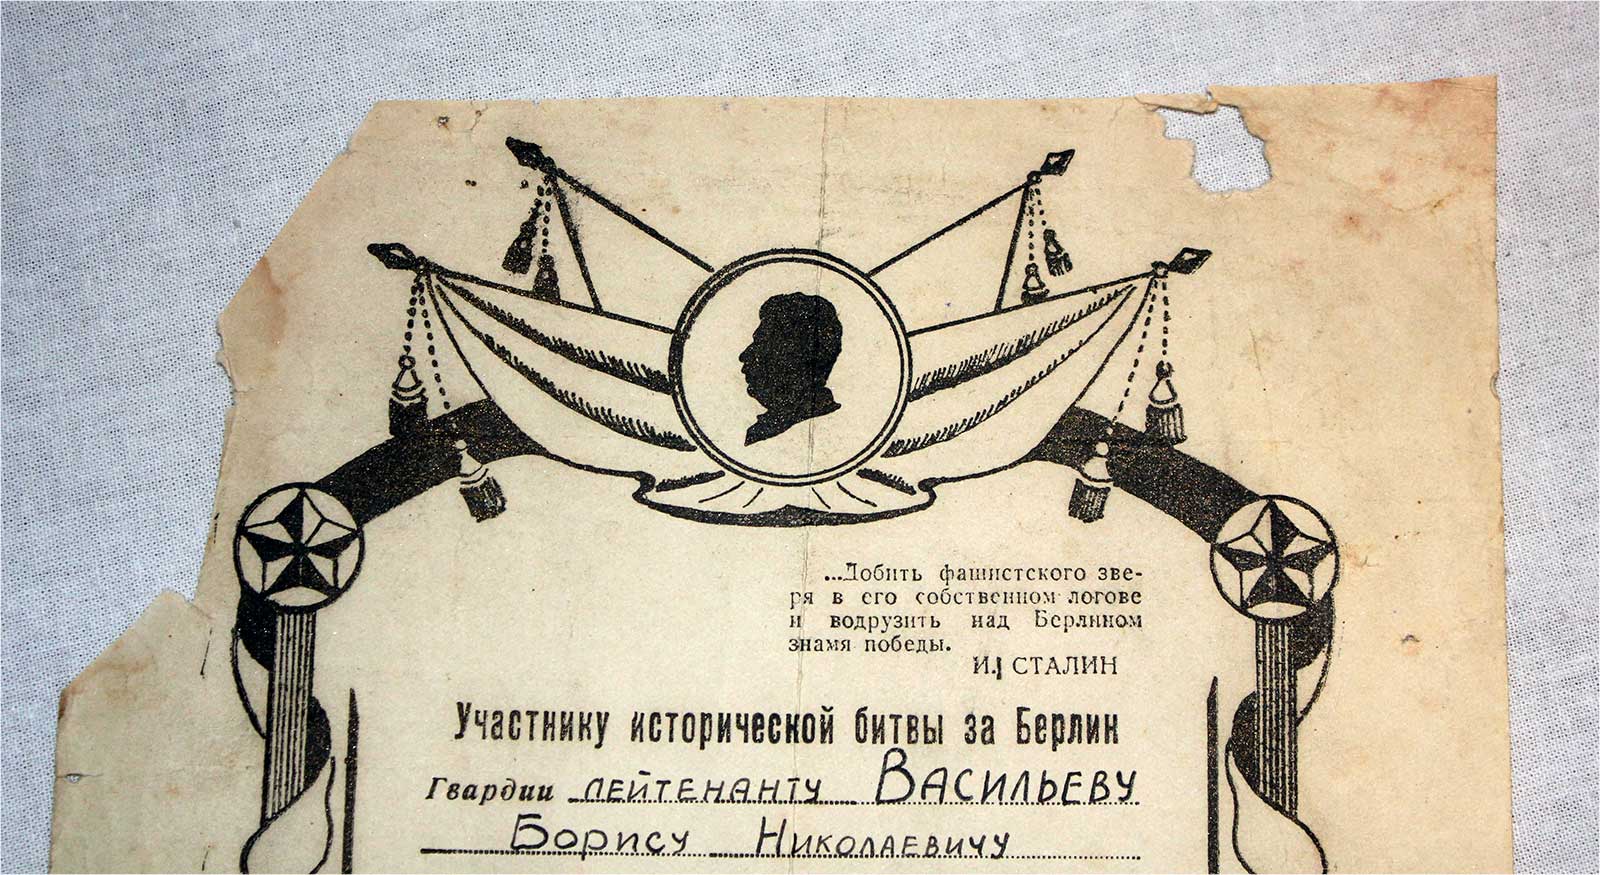 ...Добить фашистского зве-
ря в его собственном логове
и водрузить над Берлином
знамя победы.
И. СТАЛИН
Участнику исторической битвы за Берлин
Гвардии ЛЕЙТЕНАНТУ ВАСИЛЬЕВУ
БОРИСУ НИКОЛАЕВИЧУ